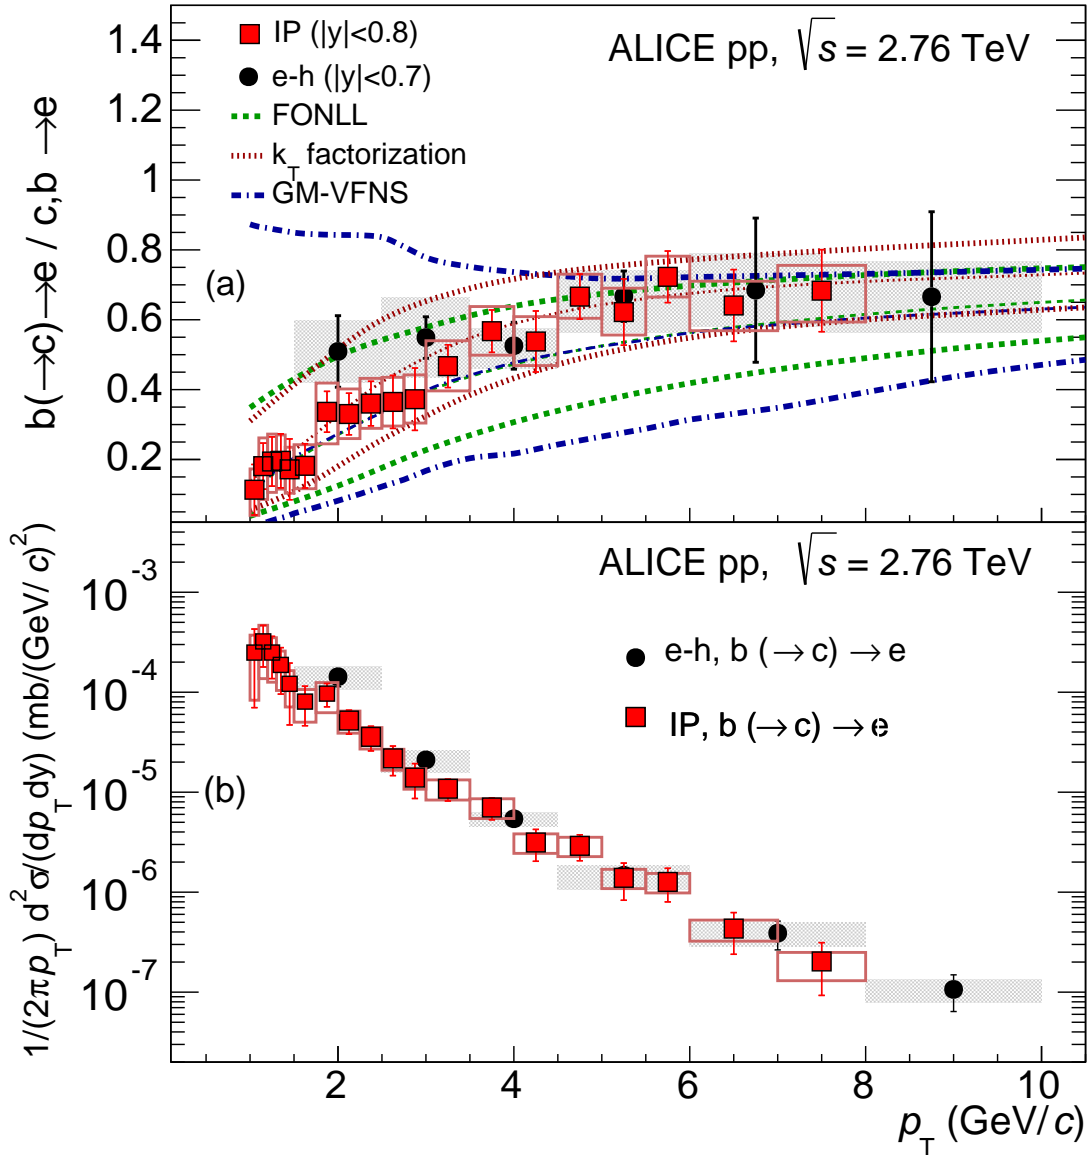 ALICE pp, √s = 2.76 TeV
IP (|y|<0.8)
e-h (|y|<0.7)
FONLL
k_T factorization
GM-VFNS
(a)
b(→c)→e / c,b →e
1.4
1.2
1
0.8
0.6
0.4
0.2
ALICE pp, √s = 2.76 TeV
e-h, b (→c) → e
IP, b (→c) → e
(b)
1/(2πp_T) d²σ/(dp_T dy) (mb/(GeV/c)²)
10⁻³
10⁻⁴
10⁻⁵
10⁻⁶
10⁻⁷
2 4 6 8 10
p_T (GeV/c)